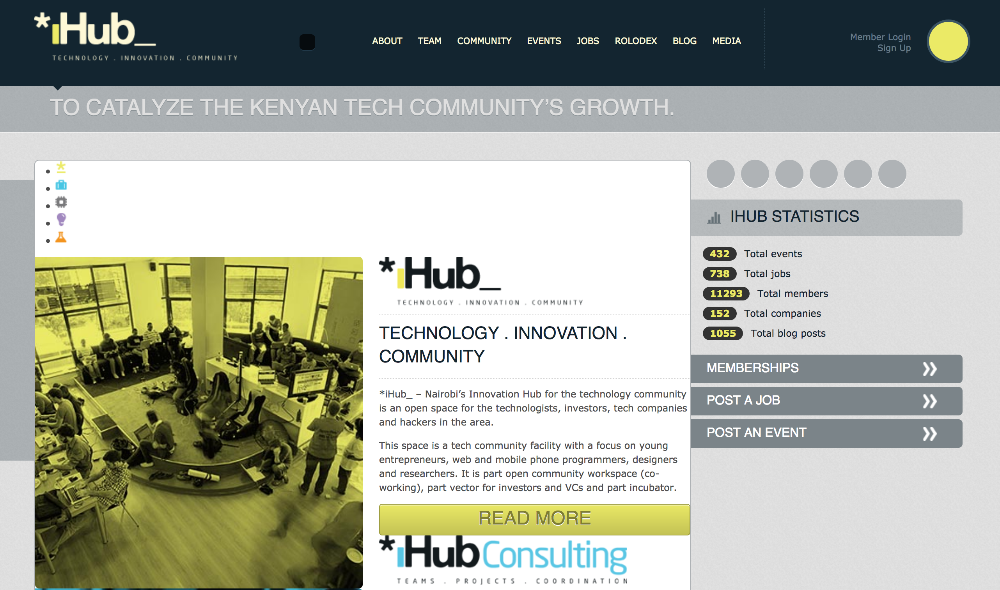 *iHub_
TECHNOLOGY . INNOVATION . COMMUNITY
ABOUT TEAM COMMUNITY EVENTS JOBS ROLODEX BLOG MEDIA
Member Login
Sign Up
TO CATALYZE THE KENYAN TECH COMMUNITY’S GROWTH.
*iHub_
TECHNOLOGY . INNOVATION . COMMUNITY
TECHNOLOGY . INNOVATION .
COMMUNITY
*iHub_ – Nairobi’s Innovation Hub for the technology community
is an open space for the technologists, investors, tech companies
and hackers in the area.
This space is a tech community facility with a focus on young
entrepreneurs, web and mobile phone programmers, designers
and researchers. It is part open community workspace (co-
working), part vector for investors and VCs and part incubator.
READ MORE
*iHub Consulting
TEAMS . PROJECTS . COORDINATION
IHUB STATISTICS
432 Total events
738 Total jobs
11293 Total members
152 Total companies
1055 Total blog posts
MEMBERSHIPS
POST A JOB
POST AN EVENT